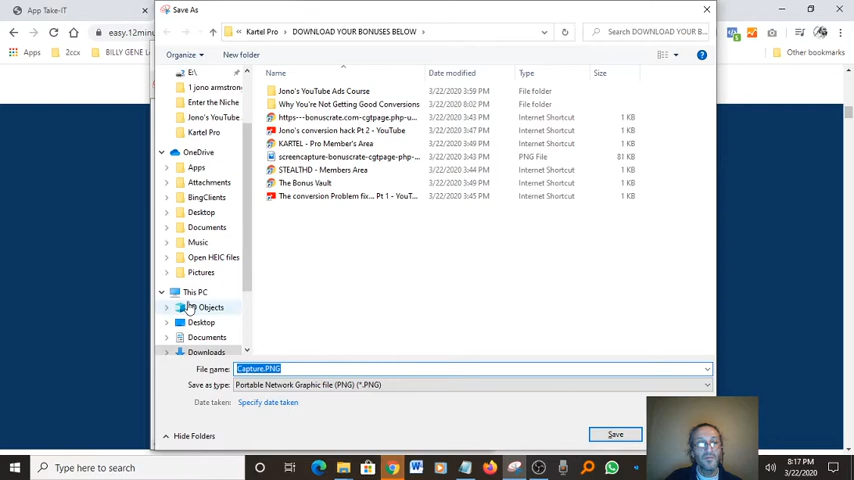 App Take-IT
Save As
easy.12min
Kartel Pro > DOWNLOAD YOUR BONUSES BELOW >
Search DOWNLOAD YOUR BONUSES
Apps
2ccx
BILLY GENE
Other bookmarks
Organize
New folder
Name
Date modified
Type
Size
E:\
1 jono armstrong
Enter the Niche
Jono's YouTube
Kartel Pro
OneDrive
Apps
Attachments
BingClients
Desktop
Documents
Music
Open HEIC files
Pictures
This PC
Objects
Desktop
Documents
Downloads
Jono's YouTube Ads Course 3/22/2020 3:59 PM File folder
Why You're Not Getting Good Conversions 3/22/2020 8:02 PM File folder
https---bonuscrate.com-cgtpage.php-u... 3/22/2020 3:43 PM Internet Shortcut 1 KB
Jono's conversion hack Pt 2 - YouTube 3/22/2020 3:47 PM Internet Shortcut 1 KB
KARTEL - Pro Member's Area 3/22/2020 3:43 PM Internet Shortcut 1 KB
screencapture-bonuscrate-cgtpage-php-... 3/22/2020 3:47 PM PNG File 81 KB
STEALTHD - Members Area 3/22/2020 3:44 PM Internet Shortcut 1 KB
The Bonus Vault 3/22/2020 3:49 PM Internet Shortcut 1 KB
The conversion Problem fix... Pt 1 - YouT... 3/22/2020 3:45 PM Internet Shortcut 1 KB
File name: Capture.PNG
Save as type: Portable Network Graphic file (PNG) (*.PNG)
Date taken: Specify date taken
Hide Folders
Save
Type here to search
8:17 PM
3/22/2020